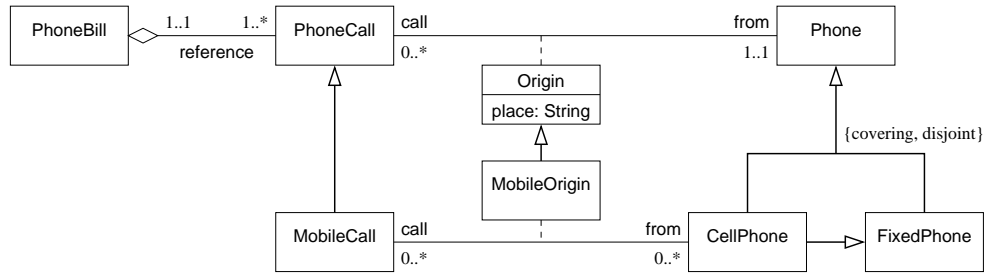 PhoneBill
1..1
1..*
reference
PhoneCall
call
from
0..*
1..1
Phone
Origin
place: String
{covering, disjoint}
MobileOrigin
MobileCall
call
from
0..*
0..*
CellPhone
FixedPhone